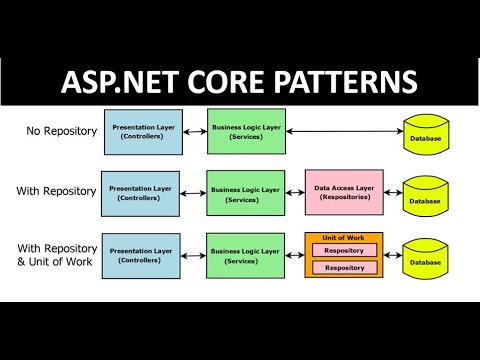 ASP.NET CORE PATTERNS
No Repository
Presentation Layer
(Controllers)
Business Logic Layer
(Services)
Database
With Repository
Presentation Layer
(Controllers)
Business Logic Layer
(Services)
Data Access Layer
(Respositories)
Database
With Repository
& Unit of Work
Presentation Layer
(Controllers)
Business Logic Layer
(Services)
Unit of Work
Respository
Respository
Database